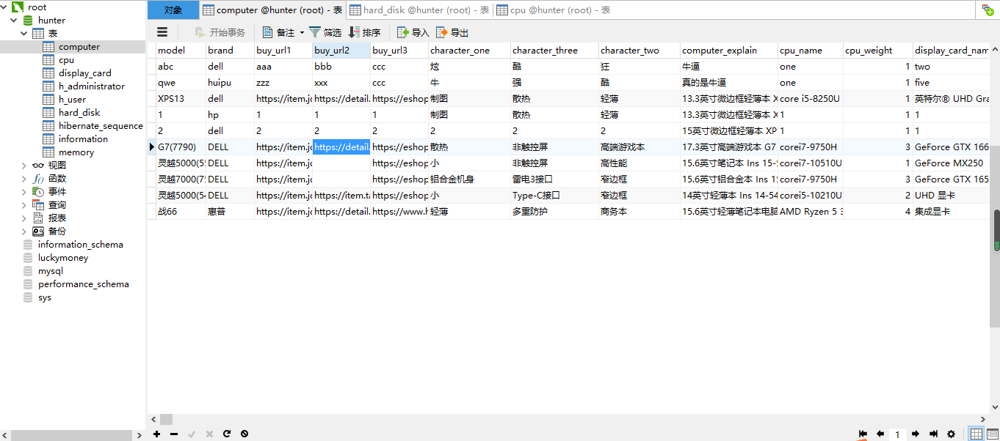 root
hunter
表
computer
cpu
display_card
h_administrator
h_user
hard_disk
hibernate_sequence
information
memory
视图
函数
事件
查询
报表
备份
information_schema
luckymoney
mysql
performance_schema
sys
对象 computer @hunter (root) - 表 hard_disk @hunter (root) - 表 cpu @hunter (root) - 表
开始事务 备注 筛选 排序 导入 导出
model brand buy_url1 buy_url2 buy_url3 character_one character_three character_two computer_explain cpu_name cpu_weight display_card_nam
abc dell aaa bbb ccc 炫 酷 狂 牛逼 one 1 two
qwe huipu zzz xxx ccc 牛 强 酷 真的是牛逼 one 1 five
XPS13 dell https://item.jc https://detail. https://eshop 制图 散热 轻薄 13.3英寸微边框轻薄本 X core i5-8250U 1 英特尔® UHD Gra
1 hp 1 1 1 制图 散热 轻薄 13.3英寸微边框轻薄本 X 1 1 1
2 dell 2 2 2 2 2 2 15英寸微边框轻薄本 XP 1 1 1
G7(7790) DELL https://item.jc https://detail. https://eshop 散热 非触控屏 高端游戏本 17.3英寸高端游戏本 G7 corei7-9750H 3 GeForce GTX 166
灵越5000(55 DELL https://item.jc https://eshop 小 非触控屏 高性能 15.6英寸笔记本 Ins 15-5 corei7-10510U 1 GeForce MX250
灵越7000(75 DELL https://item.jc https://eshop 铝合金机身 雷电3接口 窄边框 15.6英寸铝合金本 Ins 15 corei7-9750H 3 GeForce GTX 165
灵越5000(54 DELL https://item.jc https://item.ta https://eshop 小 Type-C接口 窄边框 14英寸轻薄本 Ins 14-54 corei5-10210U 2 UHD 显卡
战66 惠普 https://item.jc https://detail. https://www.h 轻薄 多重防护 商务本 15.6英寸轻薄笔记本电脑 AMD Ryzen 5 3 4 集成显卡
1